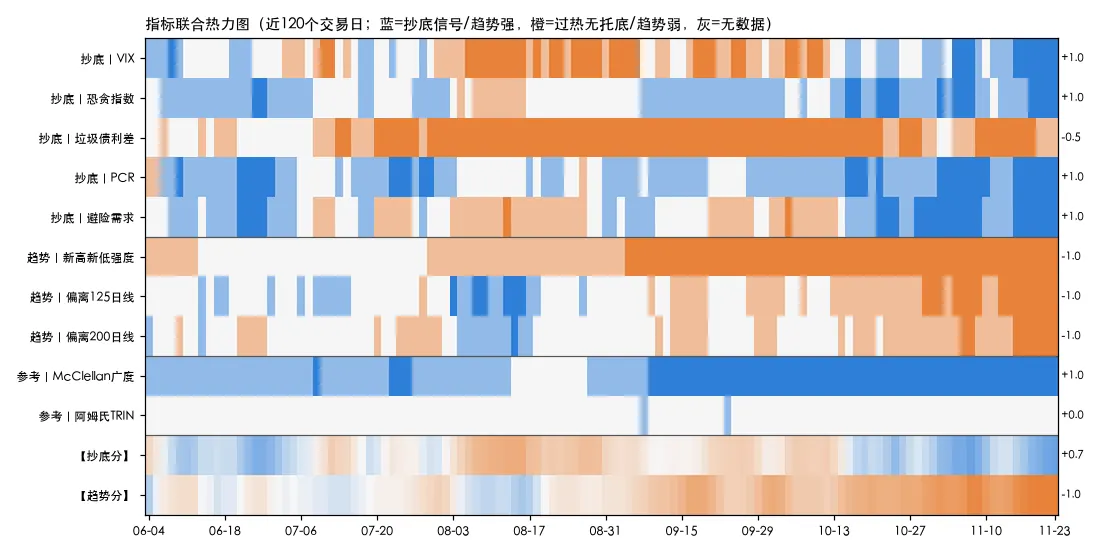 指标联合热力图（近120个交易日；蓝=抄底信号/趋势强，橙=过热无托底/趋势弱，灰=无数据）
抄底｜VIX +1.0
抄底｜恐贪指数 +1.0
抄底｜垃圾债利差 -0.5
抄底｜PCR +1.0
抄底｜避险需求 +1.0
趋势｜新高新低强度 -1.0
趋势｜偏离125日线 -1.0
趋势｜偏离200日线 -1.0
参考｜McClellan广度 +1.0
参考｜阿姆氏TRIN +0.0
【抄底分】 +0.7
【趋势分】 -1.0
06-04 06-18 07-06 07-20 08-03 08-17 08-31 09-15 09-29 10-13 10-27 11-10 11-23